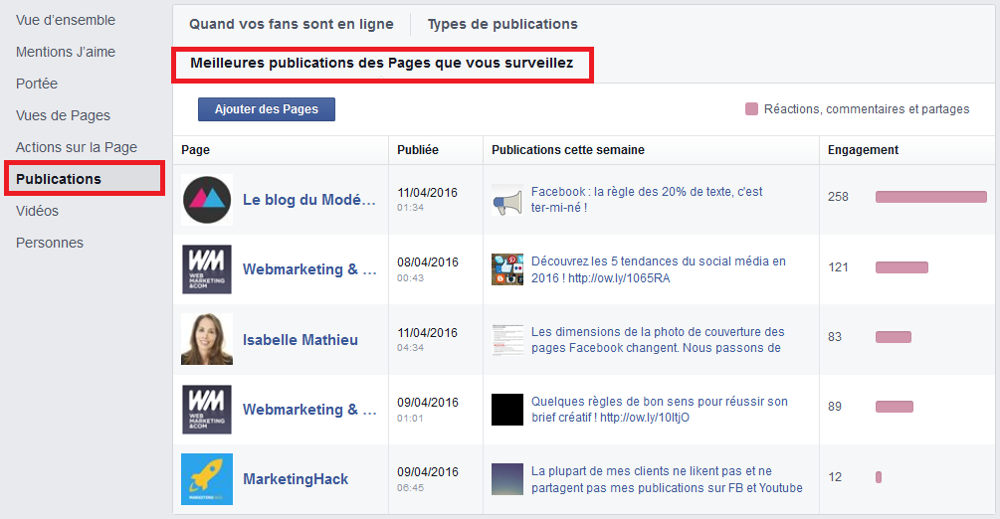 Vue d'ensemble
Mentions J'aime
Portée
Vues de Pages
Actions sur la Page
Publications
Vidéos
Personnes
Quand vos fans sont en ligne
Types de publications
Meilleures publications des Pages que vous surveillez
Ajouter des Pages
Réactions, commentaires et partages
Page
Publiée
Publications cette semaine
Engagement
Le blog du Modé...
11/04/2016
01:34
Facebook : la règle des 20% de texte, c'est
ter-mi-né !
258
WM
WEB
MARKETING
&COM
Webmarketing & ...
08/04/2016
00:43
Découvrez les 5 tendances du social média en
2016 ! http://ow.ly/1065RA
121
Isabelle Mathieu
11/04/2016
04:34
Les dimensions de la photo de couverture des
pages Facebook changent. Nous passons de
83
WM
WEB
MARKETING
&COM
Webmarketing & ...
09/04/2016
01:01
Quelques règles de bon sens pour réussir son
brief créatif ! http://ow.ly/10ltjO
89
MarketingHack
09/04/2016
06:45
La plupart de mes clients ne likent pas et ne
partagent pas mes publications sur FB et Youtube
12